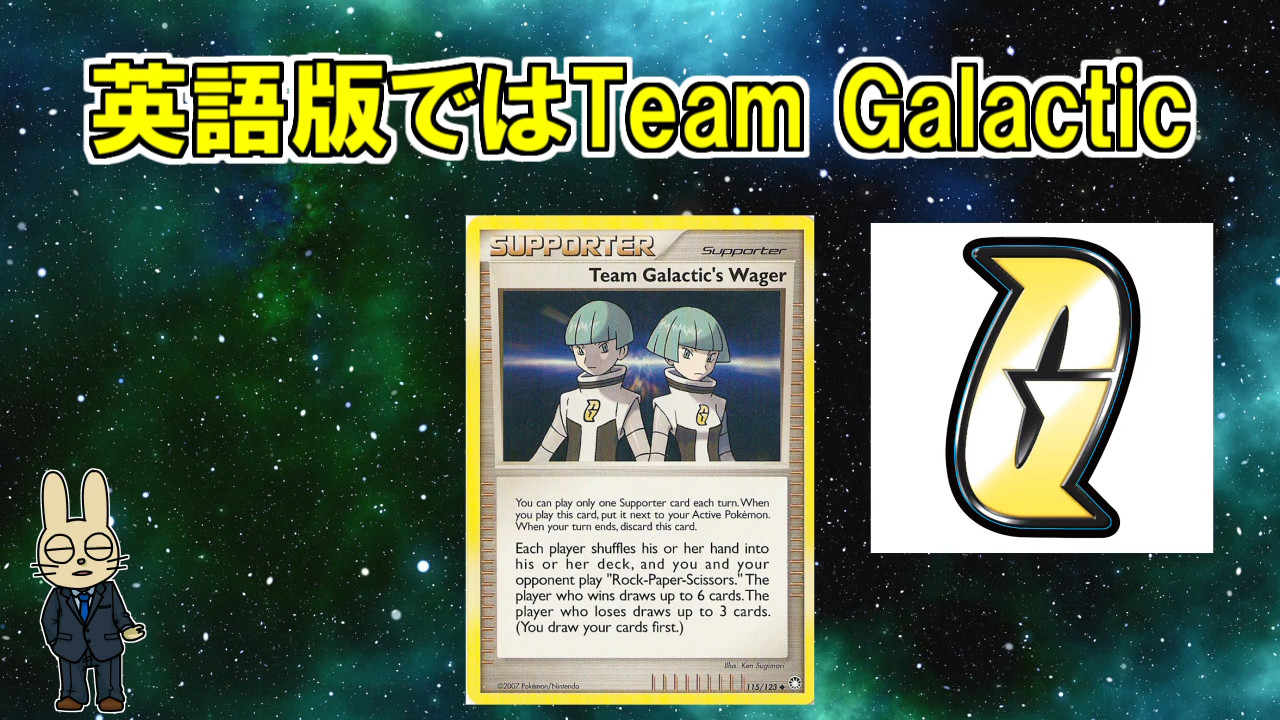 英語版ではTeam Galactic
SUPPORTER
Supporter
Team Galactic's Wager
You can play only one Supporter card each turn. When
you play this card, put it next to your Active Pokémon.
When your turn ends, discard this card.
Each player shuffles his or her hand into
his or her deck, and you and your
opponent play "Rock-Paper-Scissors." The
player who wins draws up to 6 cards. The
player who loses draws up to 3 cards.
(You draw your cards first.)
Illus. Ken Sugimori
©2007 Pokémon/Nintendo
115/123
G